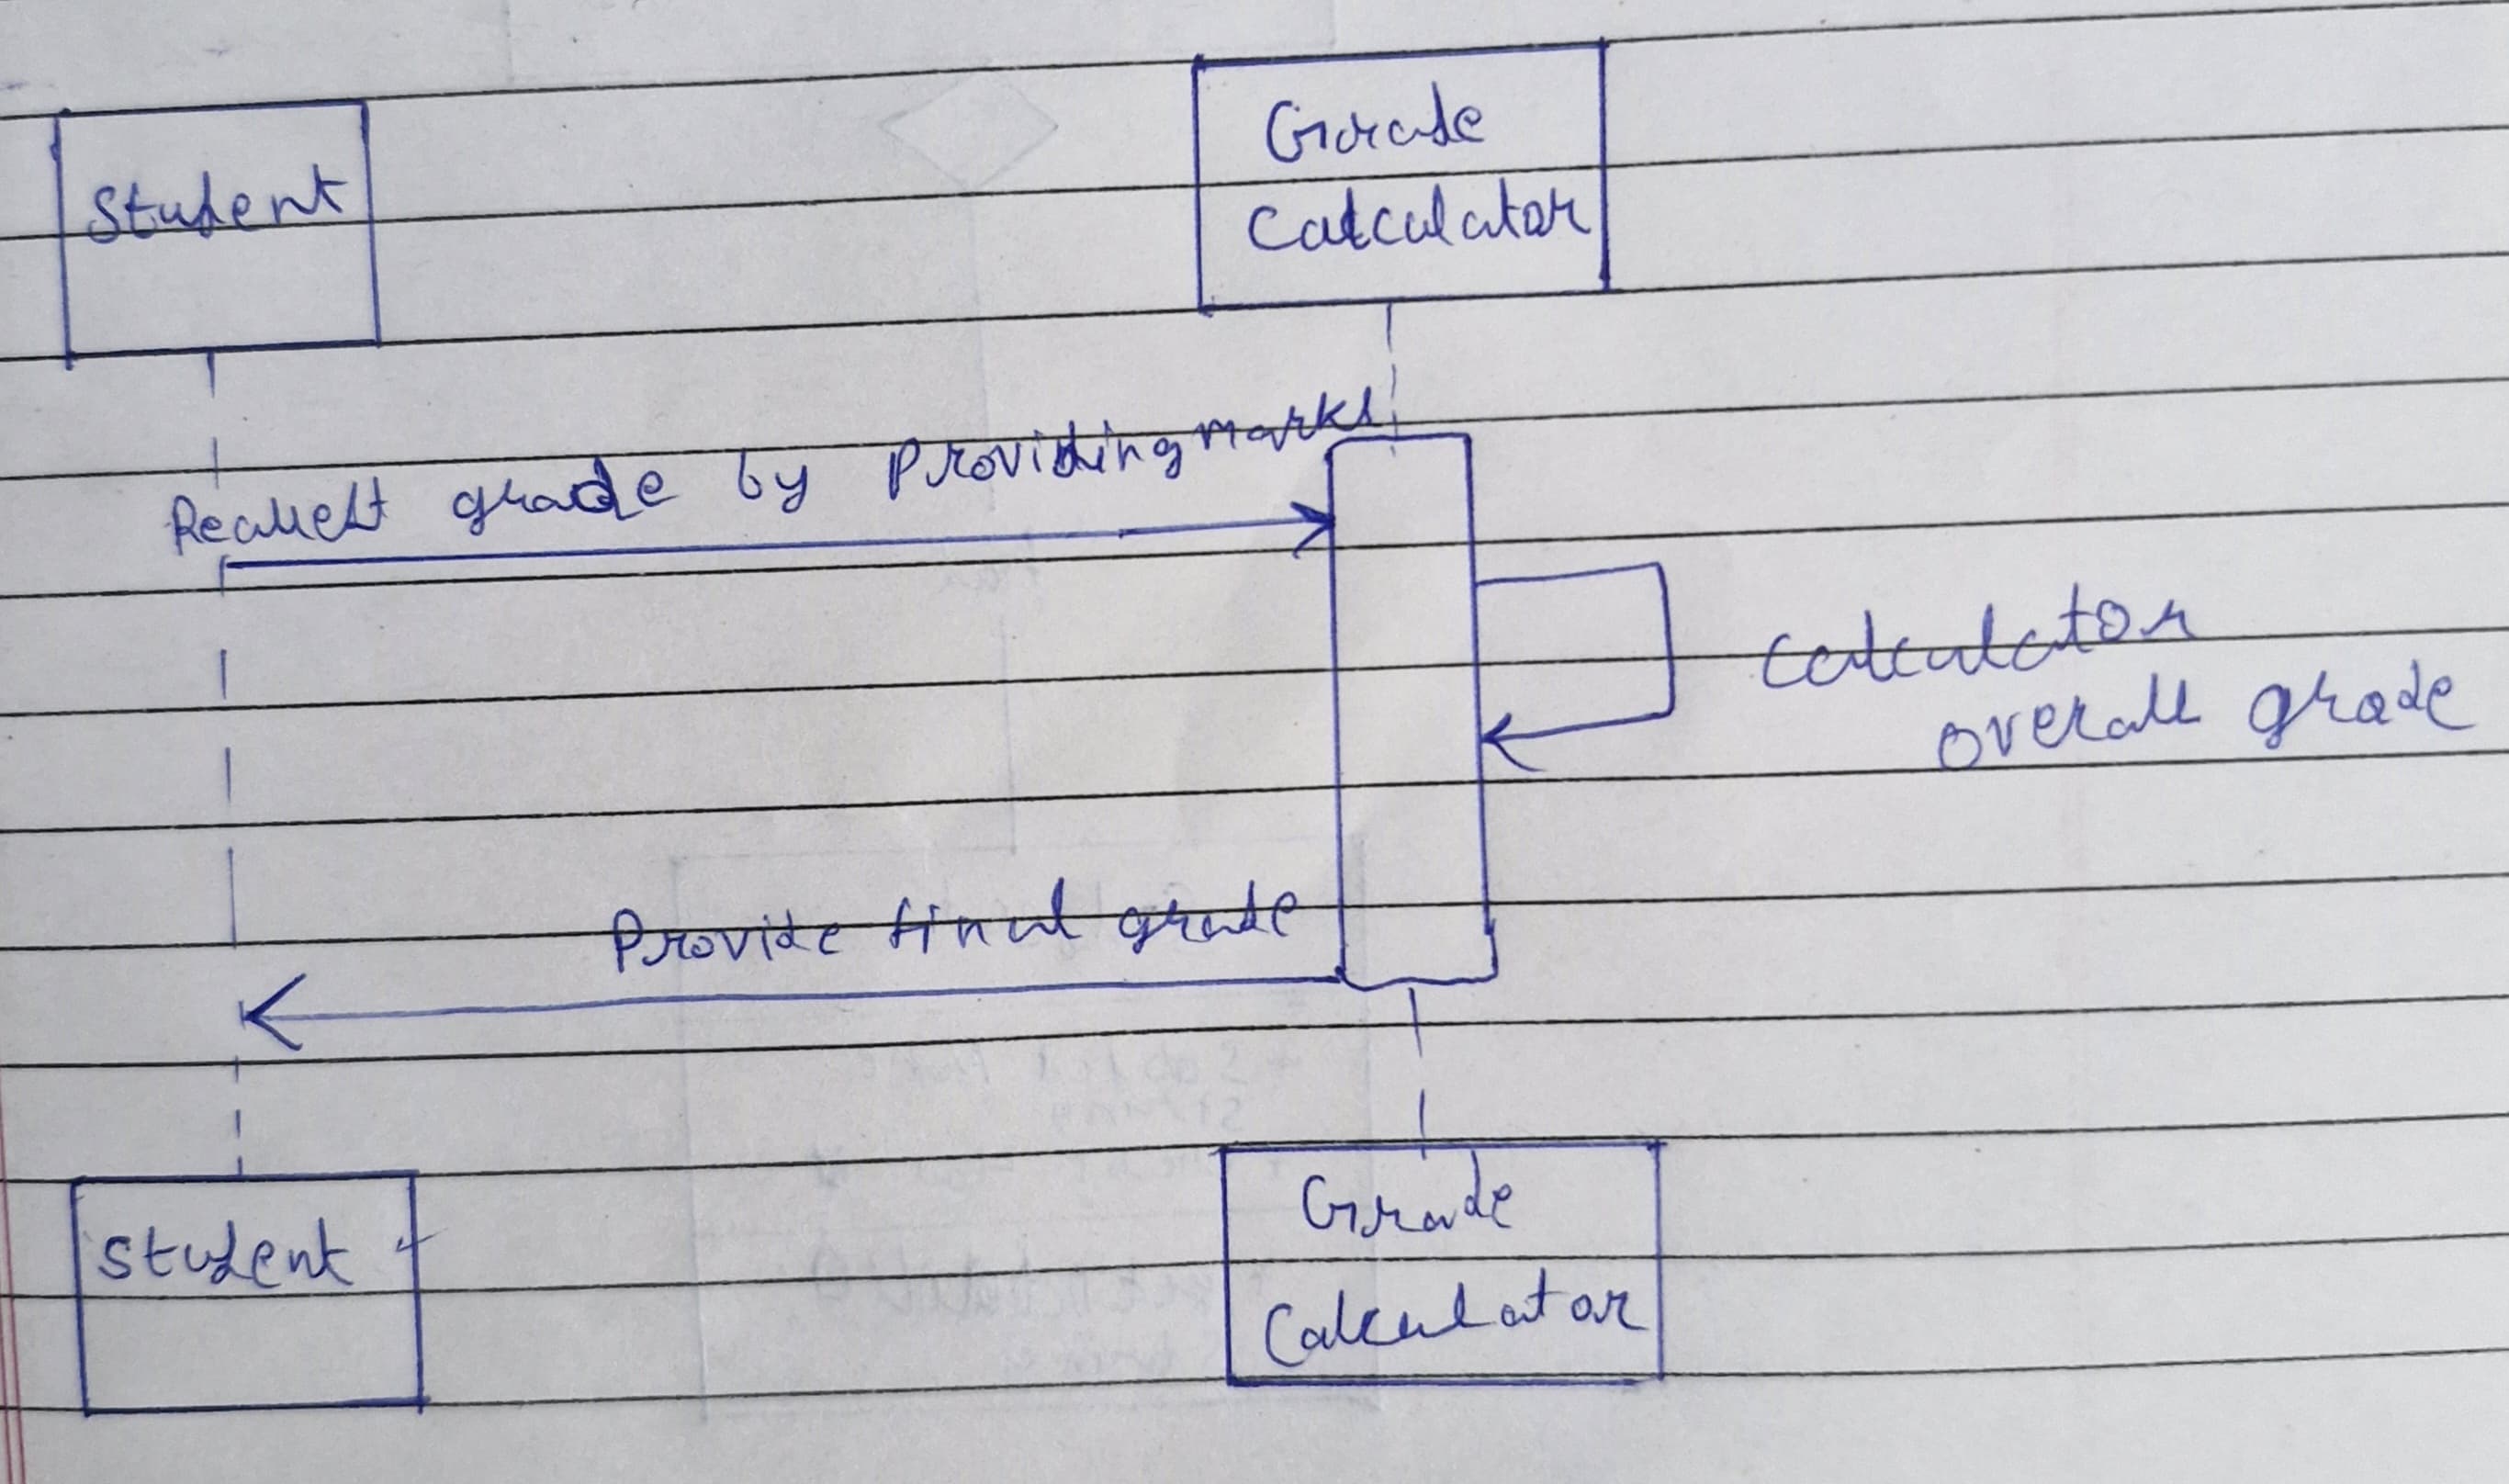 Student
Grade
Calculator
Request grade by Providing marks
Calculator
overall grade
Provide final grade
Student
Grade
Calculator